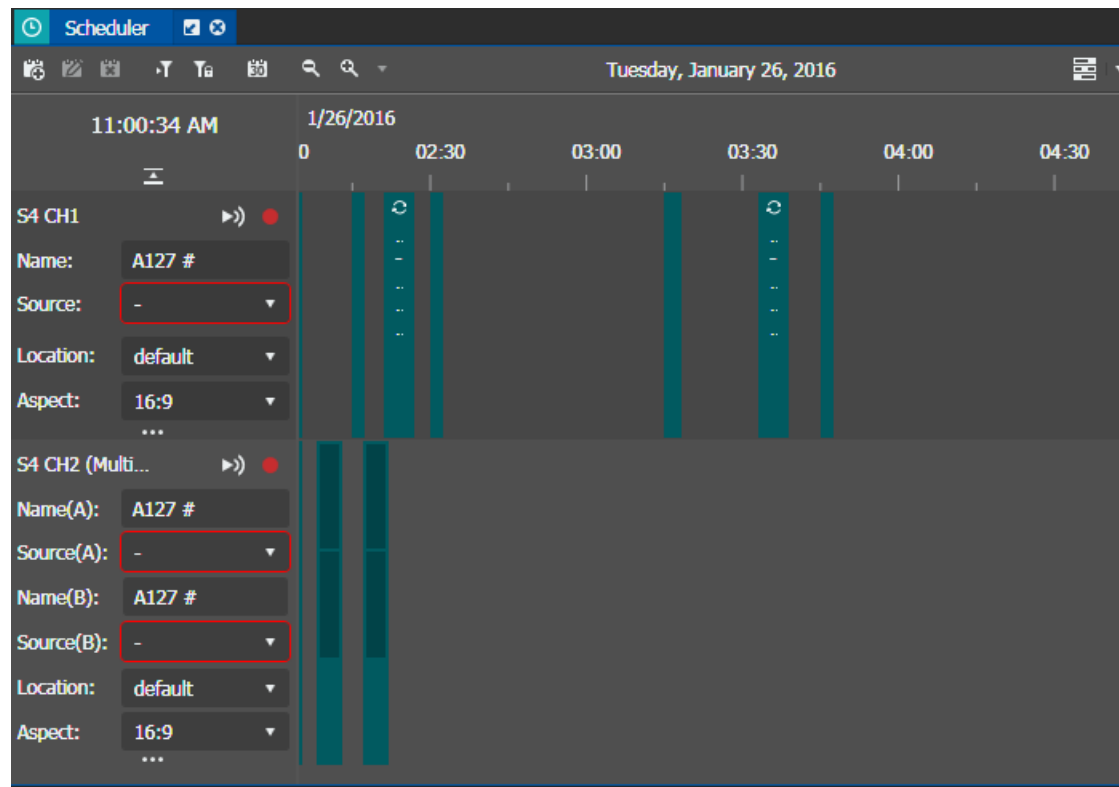 Scheduler
30 Tuesday, January 26, 2016
11:00:34 AM 1/26/2016
0 02:30 03:00 03:30 04:00 04:30
S4 CH1
Name: A127 #
Source: -
Location: default
Aspect: 16:9
...
S4 CH2 (Multi...
Name(A): A127 #
Source(A): -
Name(B): A127 #
Source(B): -
Location: default
Aspect: 16:9
...